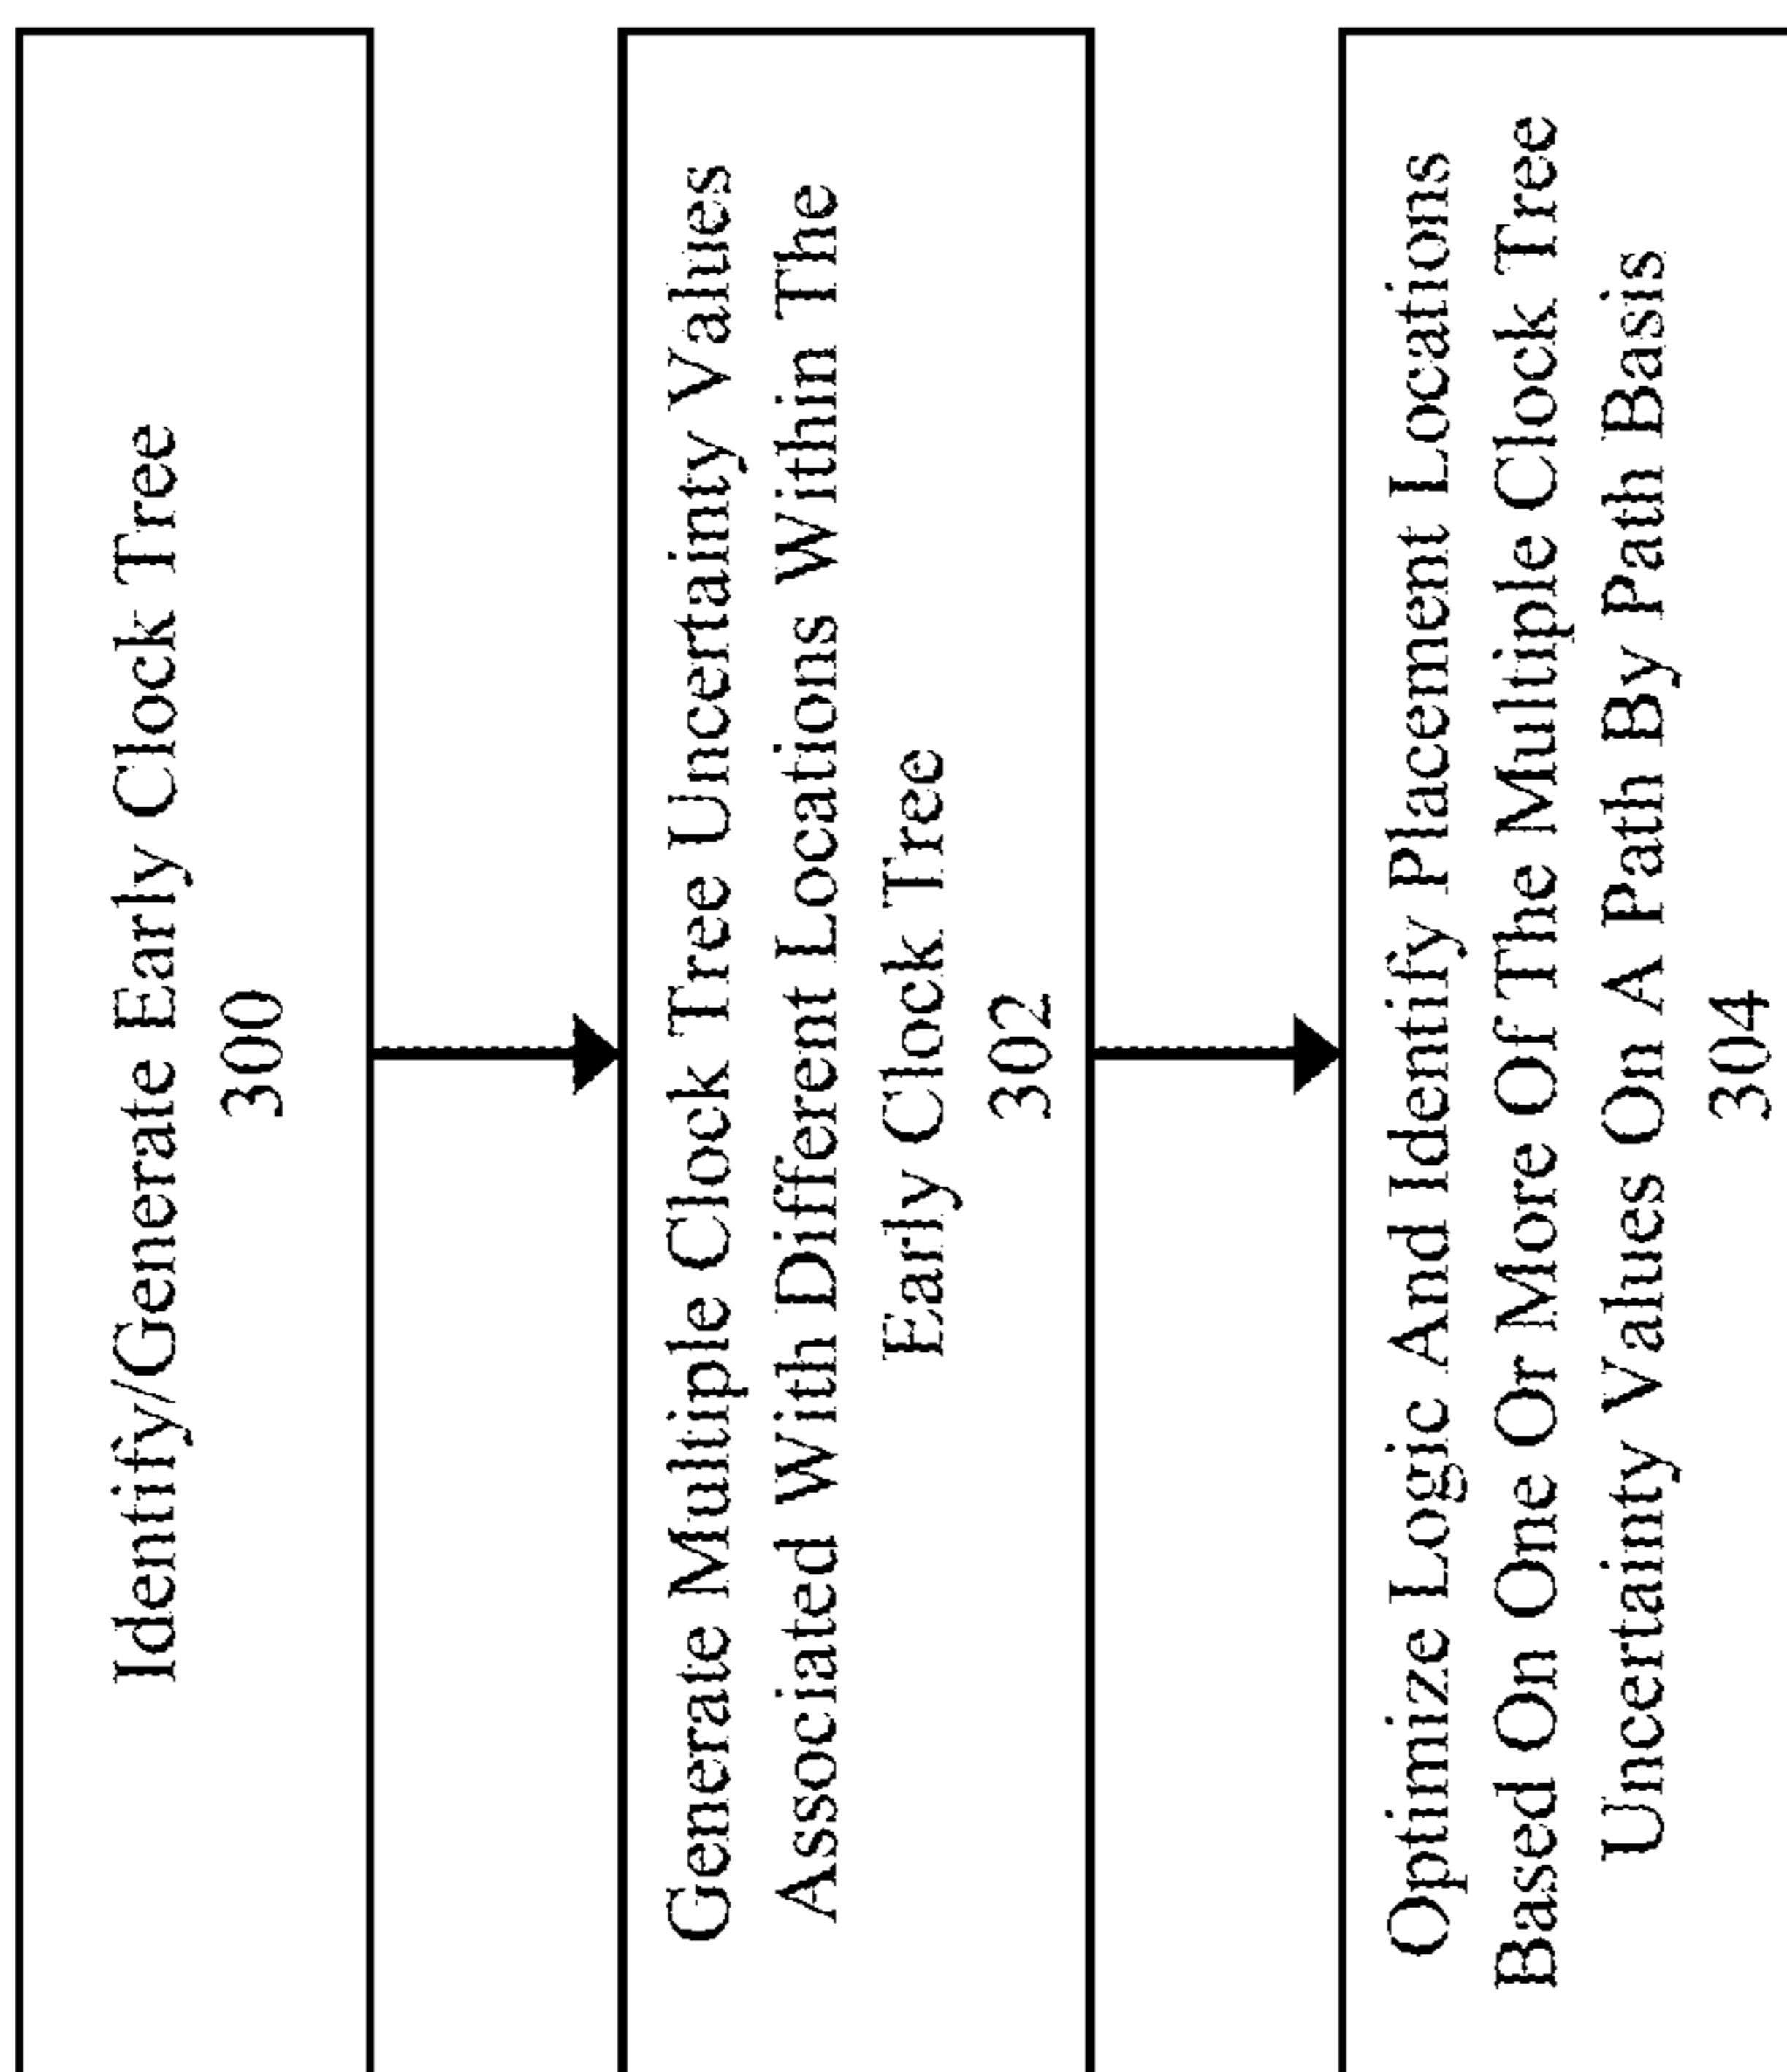 Identify/Generate Early Clock Tree
300
Generate Multiple Clock Tree Uncertainty Values
Associated With Different Locations Within The
Early Clock Tree
302
Optimize Logic And Identify Placement Locations
Based On One Or More Of The Multiple Clock Tree
Uncertainty Values On A Path By Path Basis
304